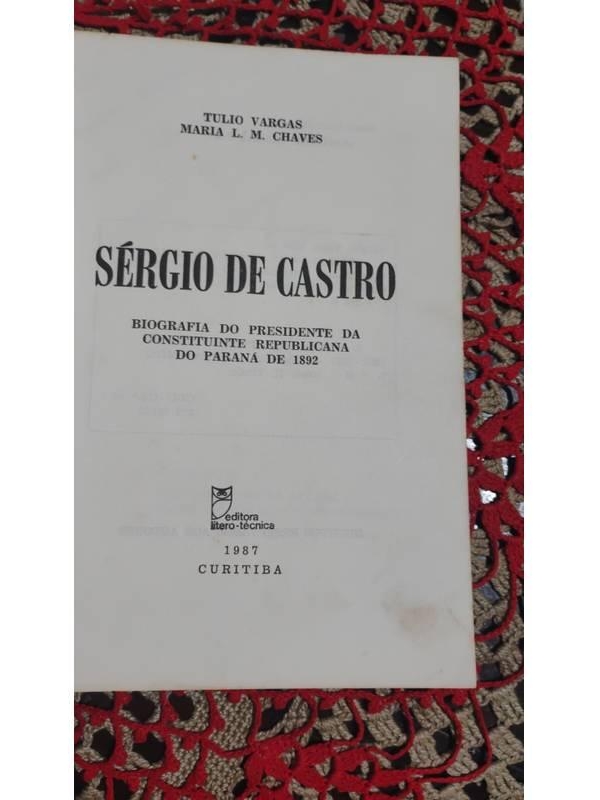 TULIO VARGAS
MARIA L. M. CHAVES
SÉRGIO DE CASTRO
BIOGRAFIA DO PRESIDENTE DA
CONSTITUINTE REPUBLICANA
DO PARANÁ DE 1892
editora
litero-técnica
1987
CURITIBA